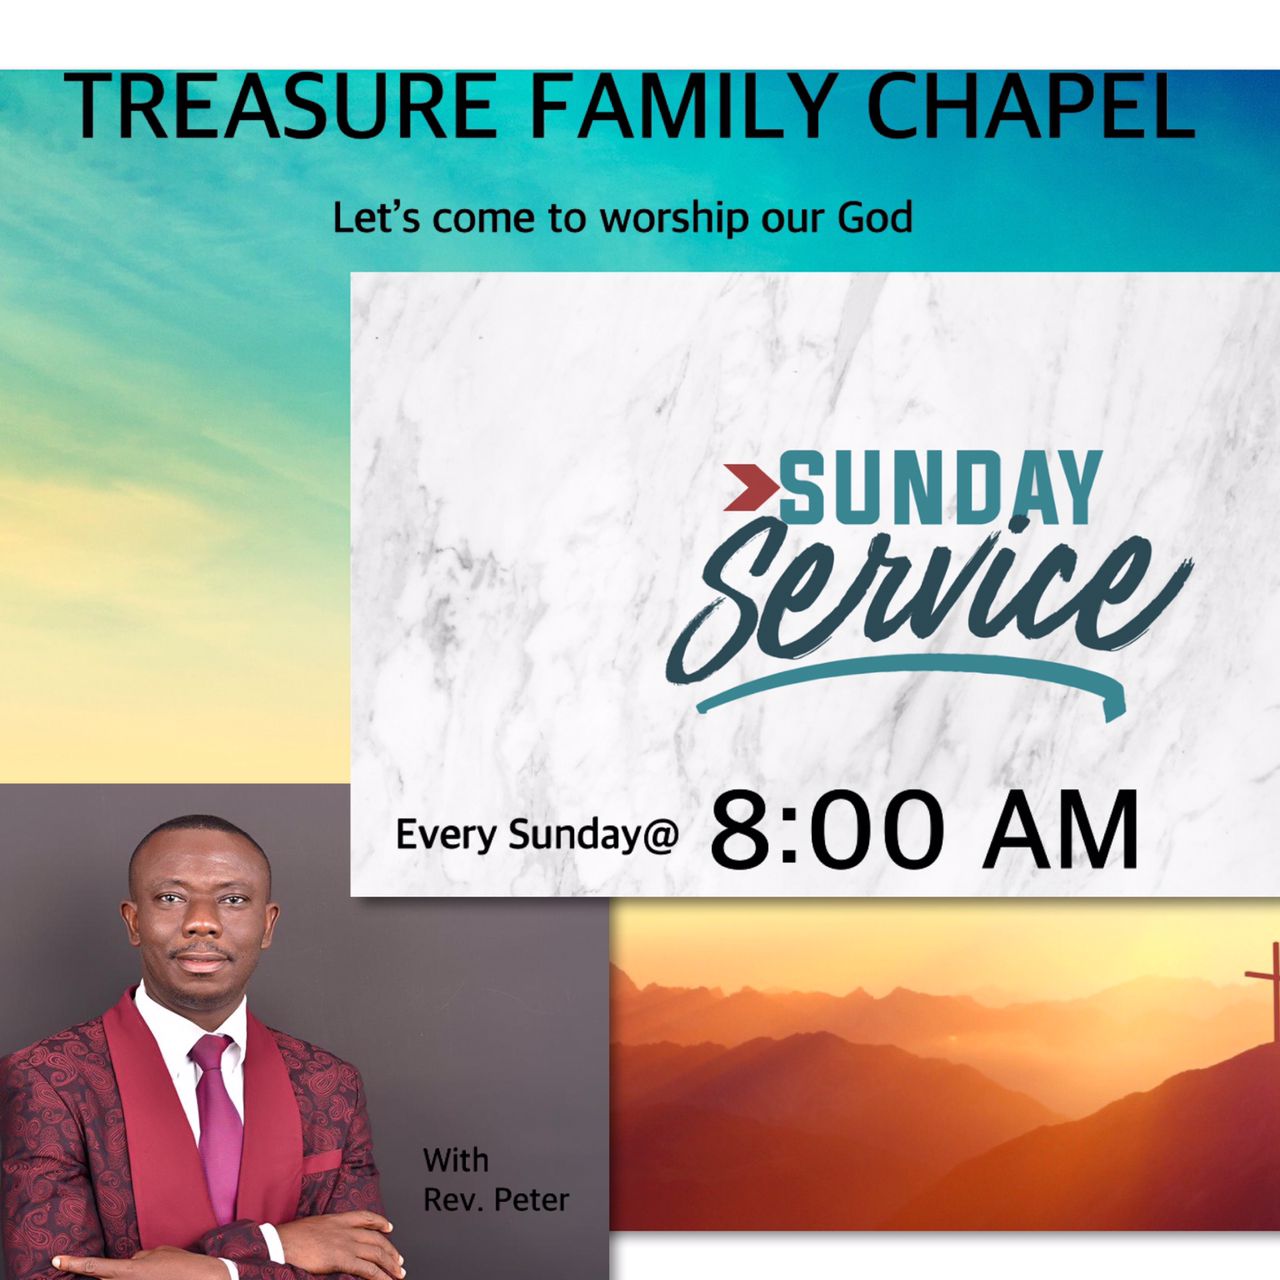 TREASURE FAMILY CHAPEL
Let's come to worship our God
SUNDAY
Service
Every Sunday@ 8:00 AM
With
Rev. Peter